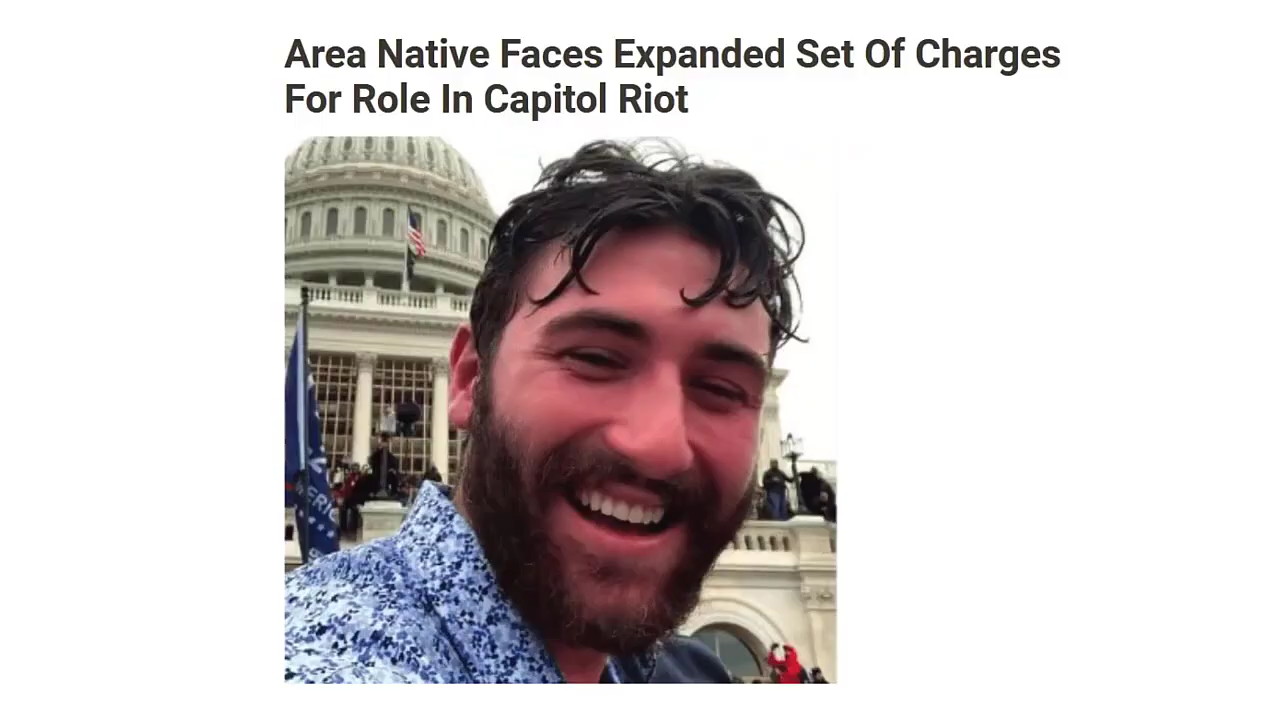 Area Native Faces Expanded Set Of Charges
For Role In Capitol Riot